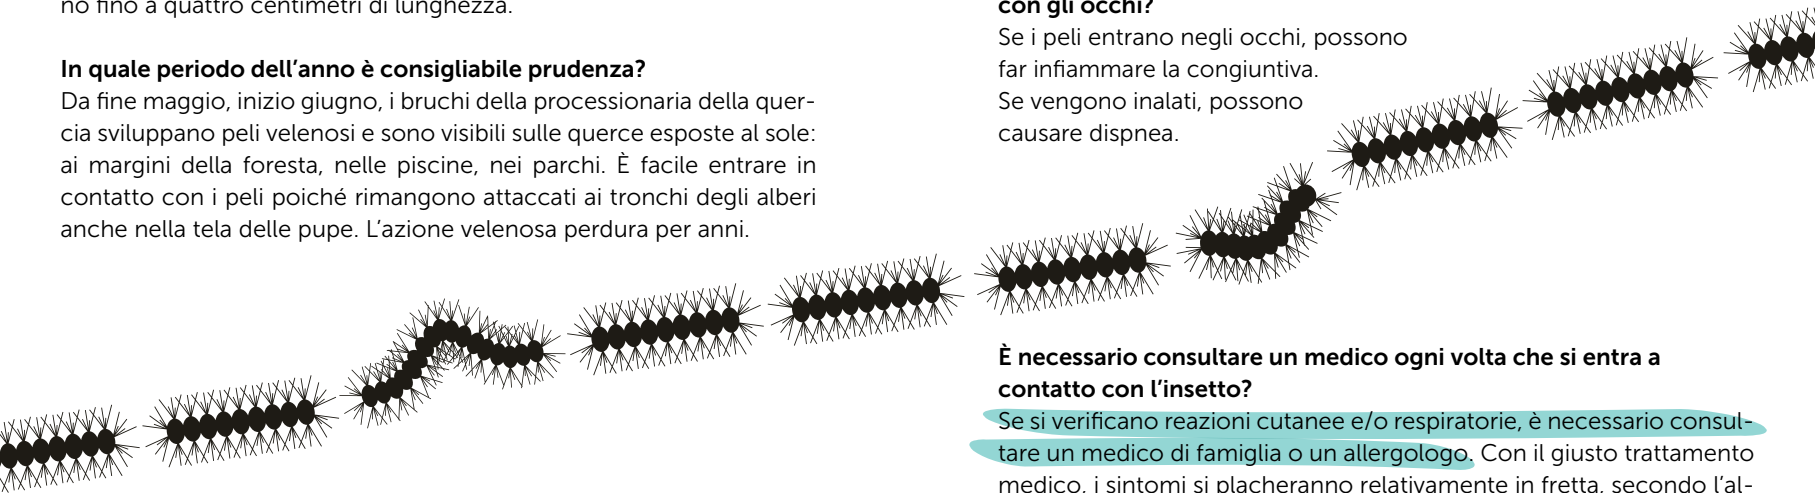 no fino a quattro centimetri di lunghezza.
In quale periodo dell'anno è consigliabile prudenza?
Da fine maggio, inizio giugno, i bruchi della processionaria della quer-
cia sviluppano peli velenosi e sono visibili sulle querce esposte al sole:
ai margini della foresta, nelle piscine, nei parchi. È facile entrare in
contatto con i peli poiché rimangono attaccati ai tronchi degli alberi
anche nella tela delle pupe. L'azione velenosa perdura per anni.
con gli occhi?
Se i peli entrano negli occhi, possono
far infiammare la congiuntiva.
Se vengono inalati, possono
causare dispnea.
È necessario consultare un medico ogni volta che si entra a
contatto con l'insetto?
Se si verificano reazioni cutanee e/o respiratorie, è necessario consul-
tare un medico di famiglia o un allergologo. Con il giusto trattamento
medico, i sintomi si placheranno relativamente in fretta, secondo l'al-